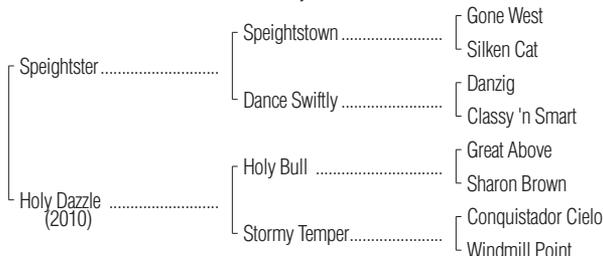 Gone West
Speightstown
Silken Cat
Speightster
Danzig
Dance Swiftly
Classy 'n Smart
Great Above
Holy Bull
Sharon Brown
Holy Dazzle
(2010)
Conquistador Cielo
Stormy Temper
Windmill Point